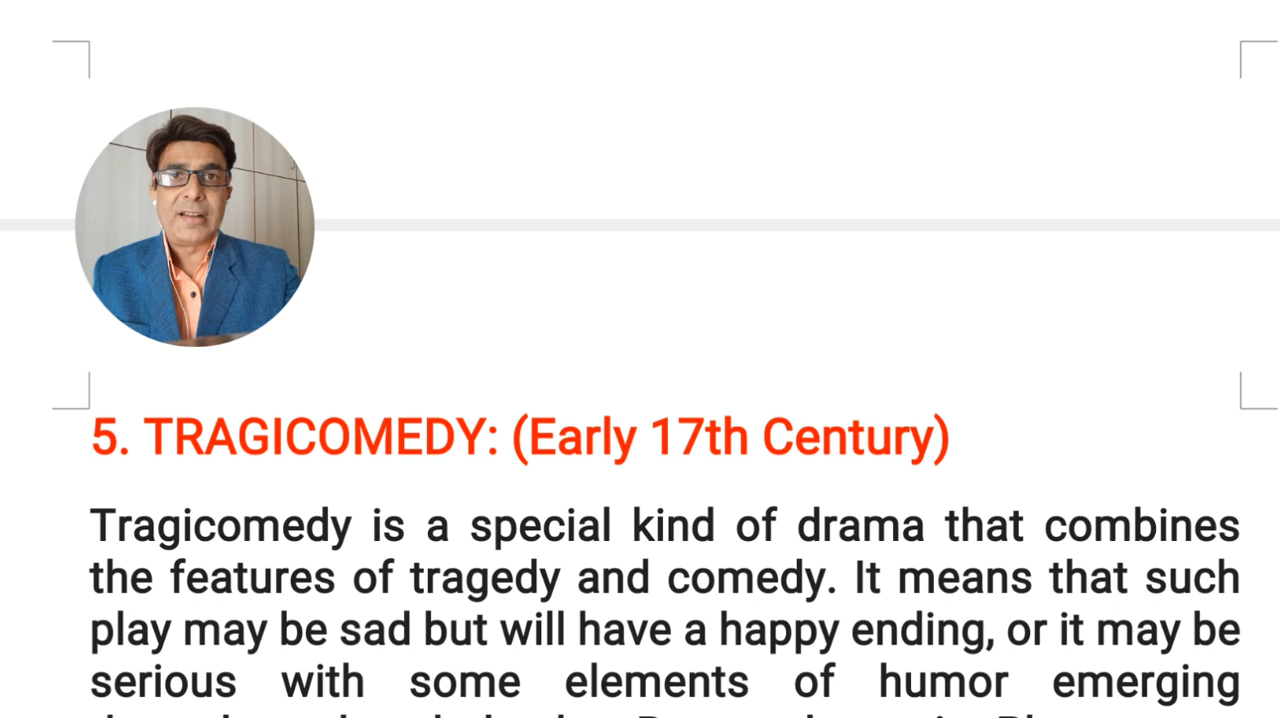 5. TRAGICOMEDY: (Early 17th Century)
Tragicomedy is a special kind of drama that combines
the features of tragedy and comedy. It means that such
play may be sad but will have a happy ending, or it may be
serious with some elements of humor emerging